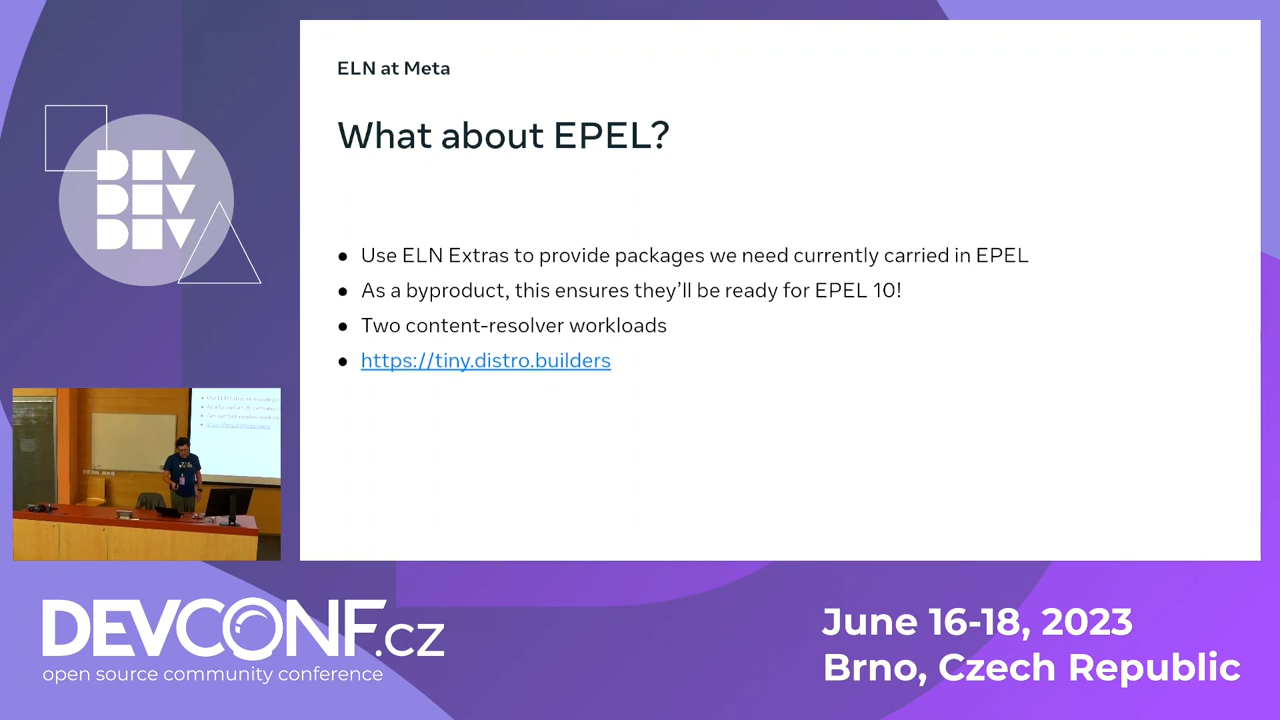 ELN at Meta
What about EPEL?
● Use ELN Extras to provide packages we need currently carried in EPEL
● As a byproduct, this ensures they’ll be ready for EPEL 10!
● Two content-resolver workloads
● https://tiny.distro.builders
DEV
DEV
DEV
DEVCONF.cz
open source community conference
June 16-18, 2023
Brno, Czech Republic